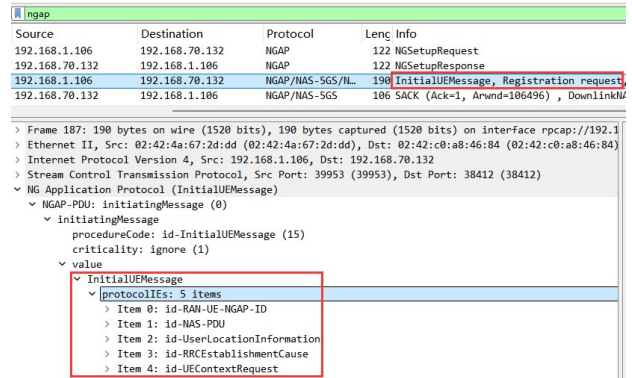 ngap
Source Destination Protocol Leng Info
192.168.1.106 192.168.70.132 NGAP 122 NGSetupRequest
192.168.70.132 192.168.1.106 NGAP 122 NGSetupResponse
192.168.1.106 192.168.70.132 NGAP/NAS-5GS/N… 190 InitialUEMessage, Registration request,
192.168.70.132 192.168.1.106 NGAP/NAS-5GS 106 SACK (Ack=1, Arwnd=106496) , DownlinkNA
> Frame 187: 190 bytes on wire (1520 bits), 190 bytes captured (1520 bits) on interface rpcap://192.1
> Ethernet II, Src: 02:42:4a:67:2d:dd (02:42:4a:67:2d:dd), Dst: 02:42:c0:a8:46:84 (02:42:c0:a8:46:84)
> Internet Protocol Version 4, Src: 192.168.1.106, Dst: 192.168.70.132
> Stream Control Transmission Protocol, Src Port: 39953 (39953), Dst Port: 38412 (38412)
NG Application Protocol (InitialUEMessage)
NGAP-PDU: initiatingMessage (0)
initiatingMessage
procedureCode: id-InitialUEMessage (15)
criticality: ignore (1)
value
InitialUEMessage
protocolIEs: 5 items
> Item 0: id-RAN-UE-NGAP-ID
> Item 1: id-NAS-PDU
> Item 2: id-UserLocationInformation
> Item 3: id-RRCEstablishmentCause
> Item 4: id-UEContextRequest